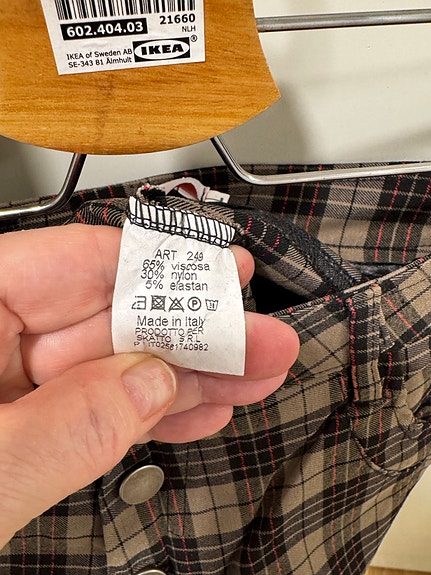 602.404.03
21660
NLH
IKEA of Sweden AB
SE-343 81 Älmhult
IKEA
ART 249
65% viscosa
30% nylon
5% elastan
P
Made in Italy
PRODOTTO PER
SKATTO S.R.L